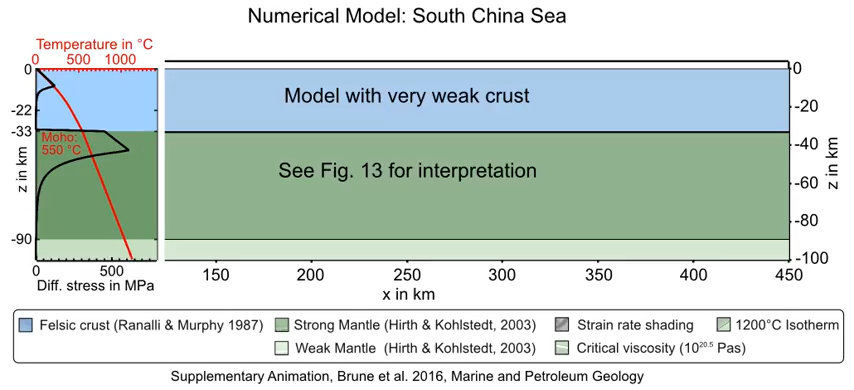 Numerical Model: South China Sea
Temperature in °C
0 500 1000
0
-22
-33
-90
z in km
Moho:
550 °C
0 500
Diff. stress in MPa
Model with very weak crust
See Fig. 13 for interpretation
0
-20
-40
-60
-80
-100
z in km
150 200 250 300 350 400 450
x in km
Felsic crust (Ranalli & Murphy 1987) Strong Mantle (Hirth & Kohlstedt, 2003) Strain rate shading 1200°C Isotherm
Weak Mantle (Hirth & Kohlstedt, 2003) Critical viscosity (10^20.5 Pas)
Supplementary Animation, Brune et al. 2016, Marine and Petroleum Geology